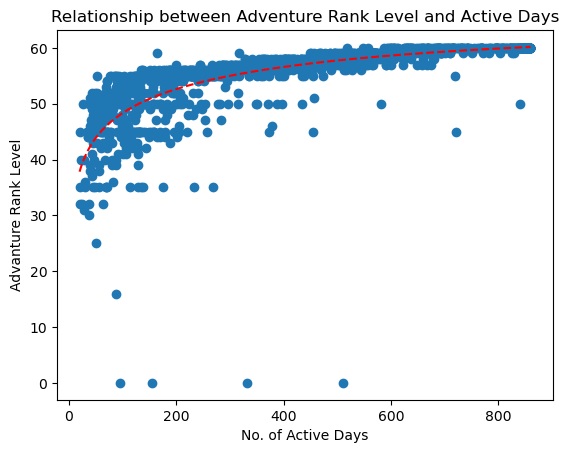 Relationship between Adventure Rank Level and Active Days
60
50
40
30
20
10
0
Advanture Rank Level
0 200 400 600 800
No. of Active Days